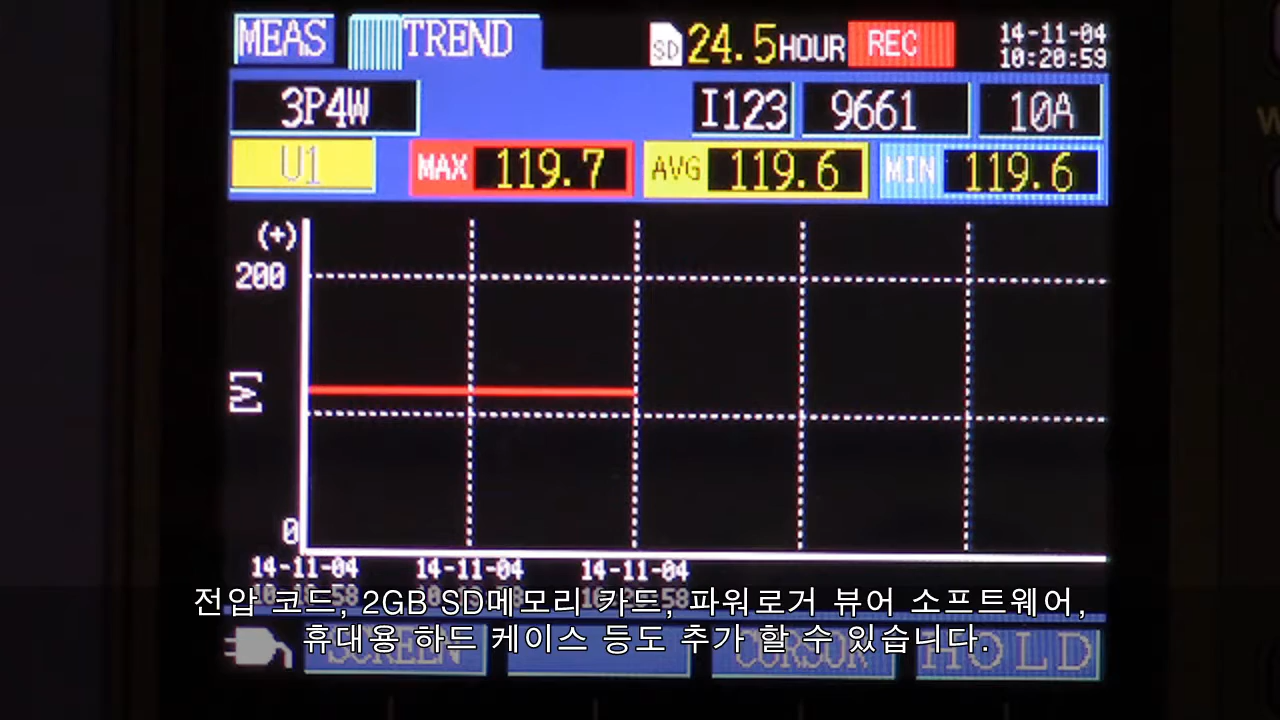 MEAS TREND SD 24.5HOUR REC 14-11-04
10:20:59
3P4W I123 9661 10A
U1 MAX 119.7 AVG 119.6 MIN 119.6
(+)
200
[V]
0
14-11-04 14-11-04 14-11-04
전압 코드, 2GB SD메모리 카드, 파워로거 뷰어 소프트웨어,
휴대용 하드 케이스 등도 추가 할 수 있습니다.
SCREEN CURSOR HOLD